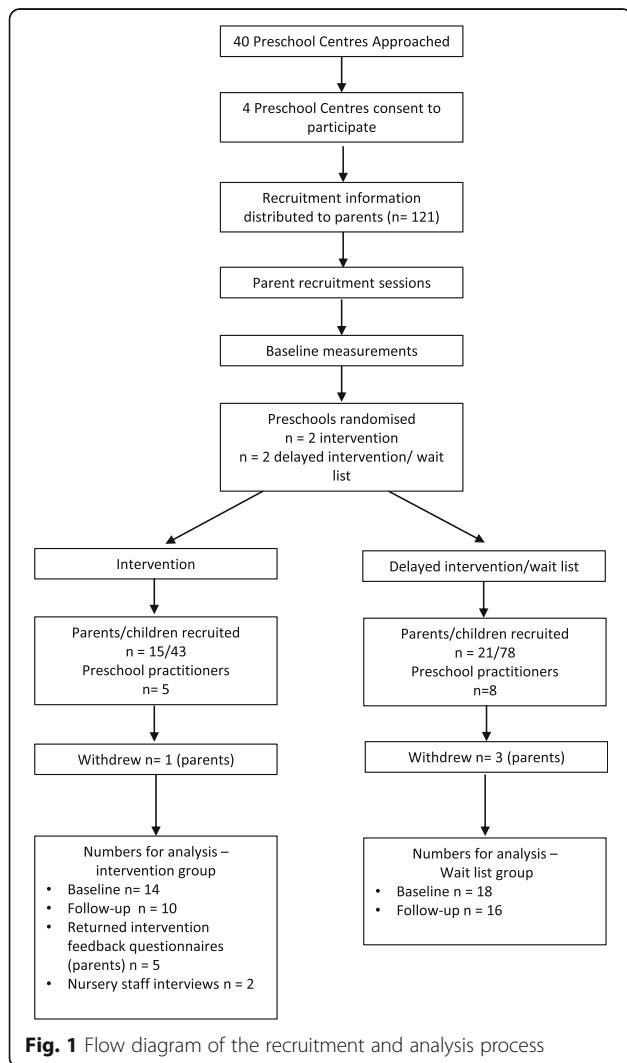 40 Preschool Centres Approached
4 Preschool Centres consent to
participate
Recruitment information
distributed to parents (n= 121)
Parent recruitment sessions
Baseline measurements
Preschools randomised
n = 2 intervention
n = 2 delayed intervention/ wait
list
Intervention
Parents/children recruited
n = 15/43
Preschool practitioners
n= 5
Withdrew n= 1 (parents)
Numbers for analysis –
intervention group
• Baseline n= 14
• Follow-up n = 10
• Returned intervention
feedback questionnaires
(parents) n = 5
• Nursery staff interviews n = 2
Delayed intervention/wait list
Parents/children recruited
n = 21/78
Preschool practitioners
n=8
Withdrew n= 3 (parents)
Numbers for analysis –
Wait list group
• Baseline n = 18
• Follow-up n = 16
Fig. 1 Flow diagram of the recruitment and analysis process